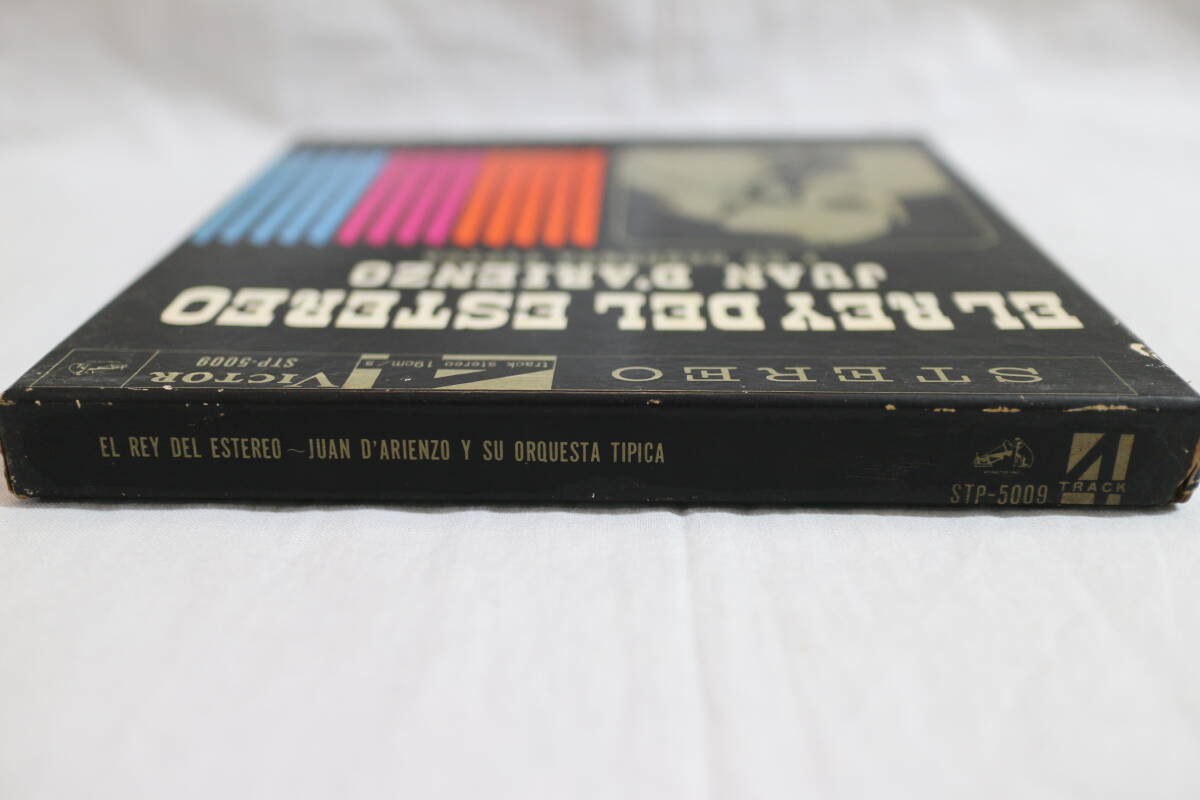 STEREO
4 track stereo 19cm/s
VICTOR
STP-5009
EL REY DEL ESTEREO
JUAN D'ARIENZO
EL REY DEL ESTEREO ~ JUAN D'ARIENZO Y SU ORQUESTA TIPICA
STP-5009
4
TRACK